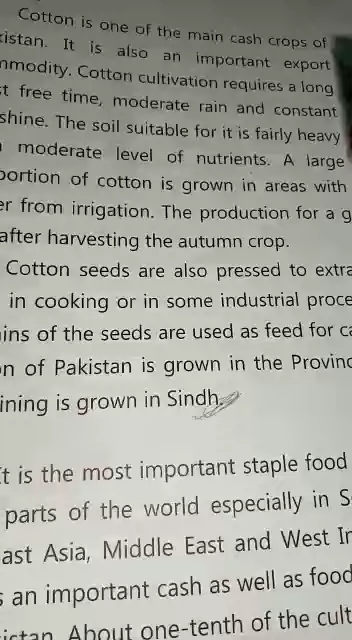 Cotton is one of the main cash crops of
istan. It is also an important export
mmodity. Cotton cultivation requires a long
st free time, moderate rain and constant
shine. The soil suitable for it is fairly heavy
moderate level of nutrients. A large
portion of cotton is grown in areas with
er from irrigation. The production for a g
after harvesting the autumn crop.
Cotton seeds are also pressed to extra
in cooking or in some industrial proce
ins of the seeds are used as feed for ca
on of Pakistan is grown in the Provinc
ining is grown in Sindh.
It is the most important staple food
parts of the world especially in S
ast Asia, Middle East and West In
s an important cash as well as food
istan. About one-tenth of the cult